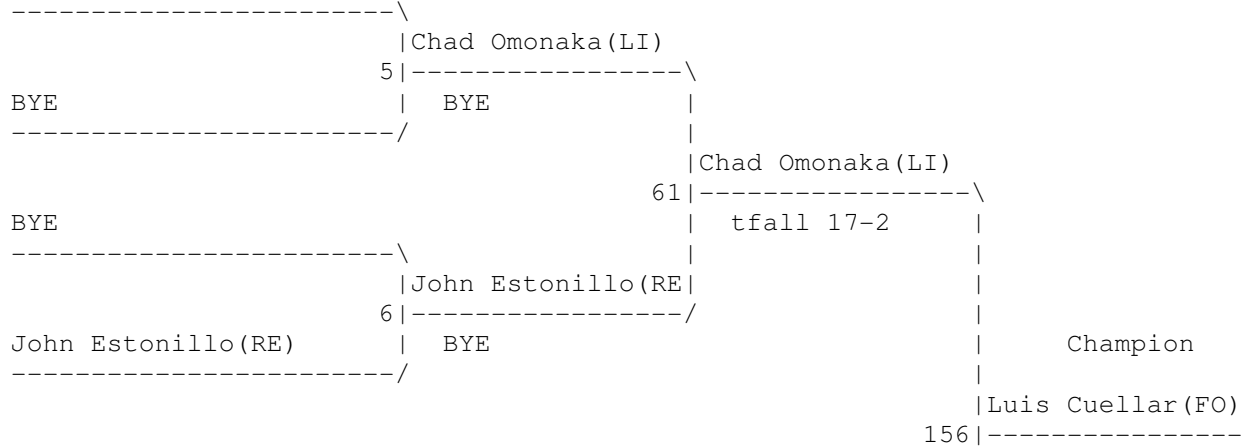 ------------------------\
|Chad Omonaka(LI)
5|-----------------\
BYE | BYE |
------------------------/ |
|Chad Omonaka(LI)
61|-----------------\
BYE | tfall 17-2 |
------------------------\ | |
|John Estonillo(RE| |
6|-----------------/ |
John Estonillo(RE) | BYE | Champion
------------------------/ |
|Luis Cuellar(FO)
156|----------------